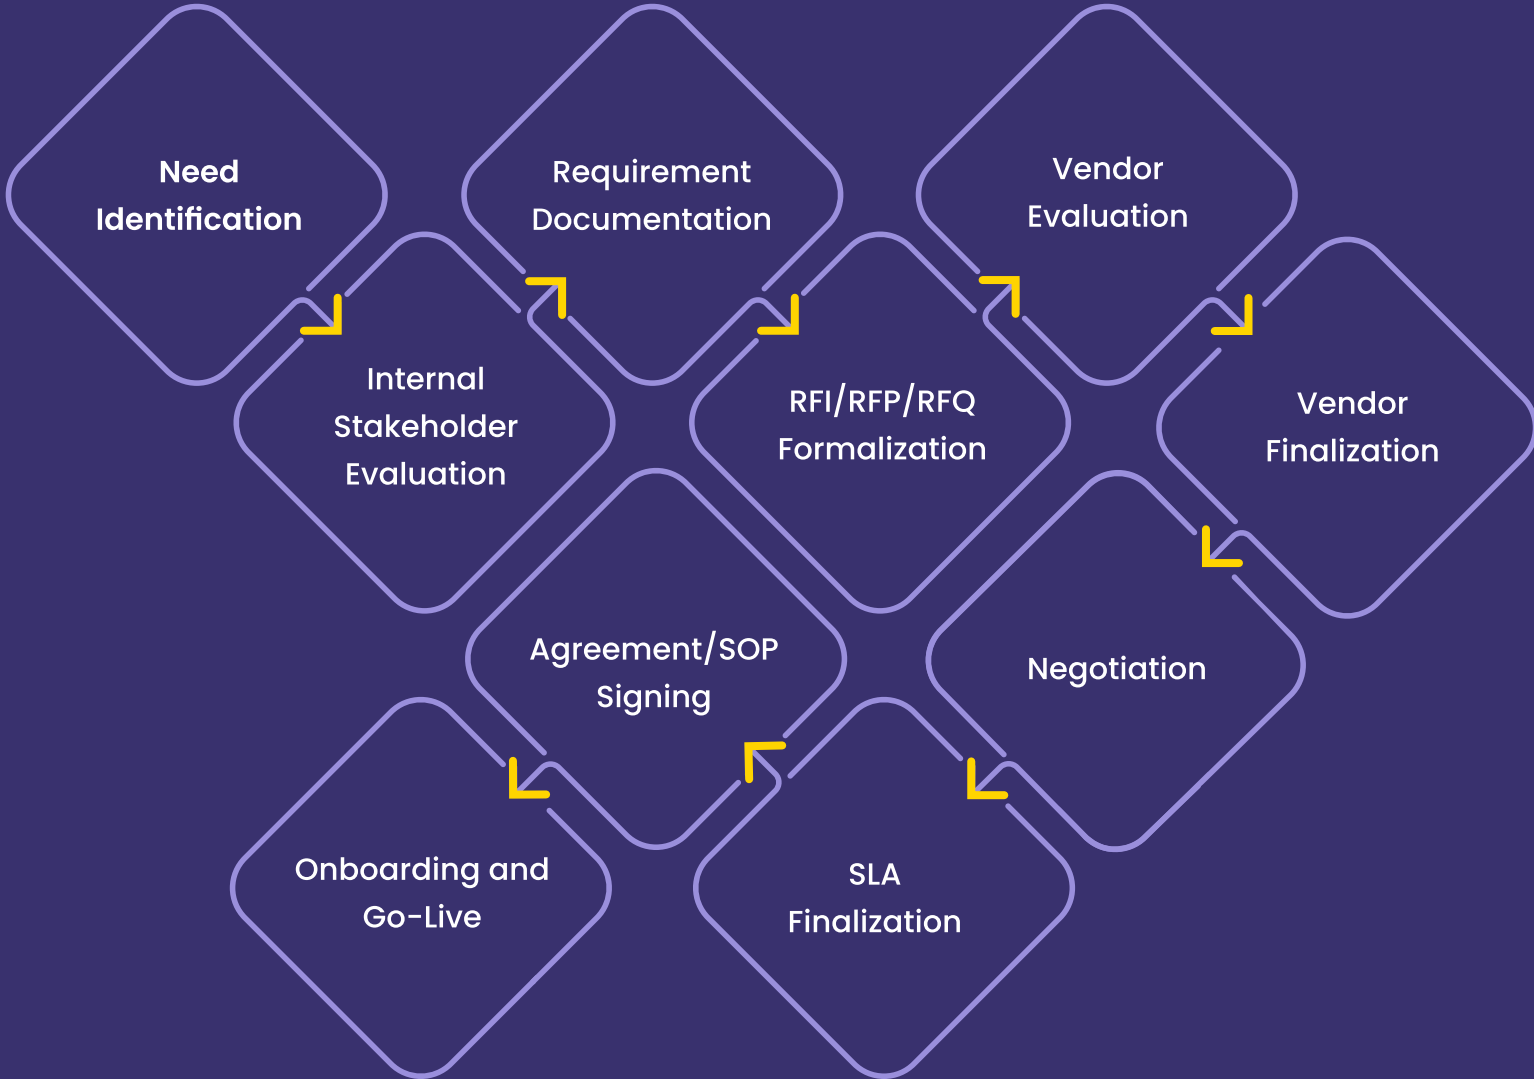 Need
Identification
Internal
Stakeholder
Evaluation
Requirement
Documentation
RFI/RFP/RFQ
Formalization
Vendor
Evaluation
Vendor
Finalization
Negotiation
SLA
Finalization
Agreement/SOP
Signing
Onboarding and
Go-Live